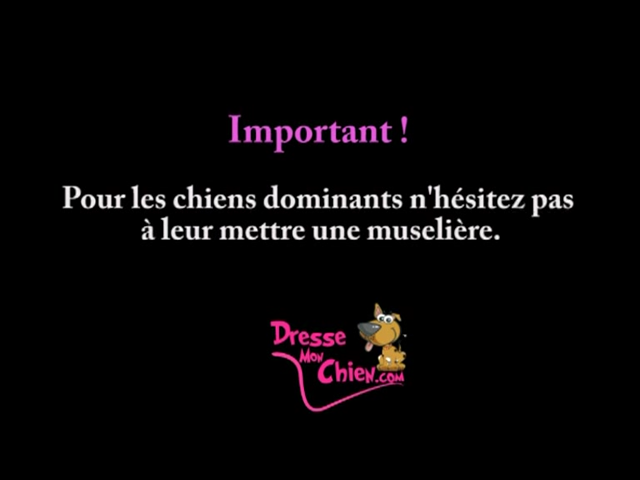 Important !
Pour les chiens dominants n'hésitez pas
à leur mettre une muselière.
Dresse
Mon
Chien.com